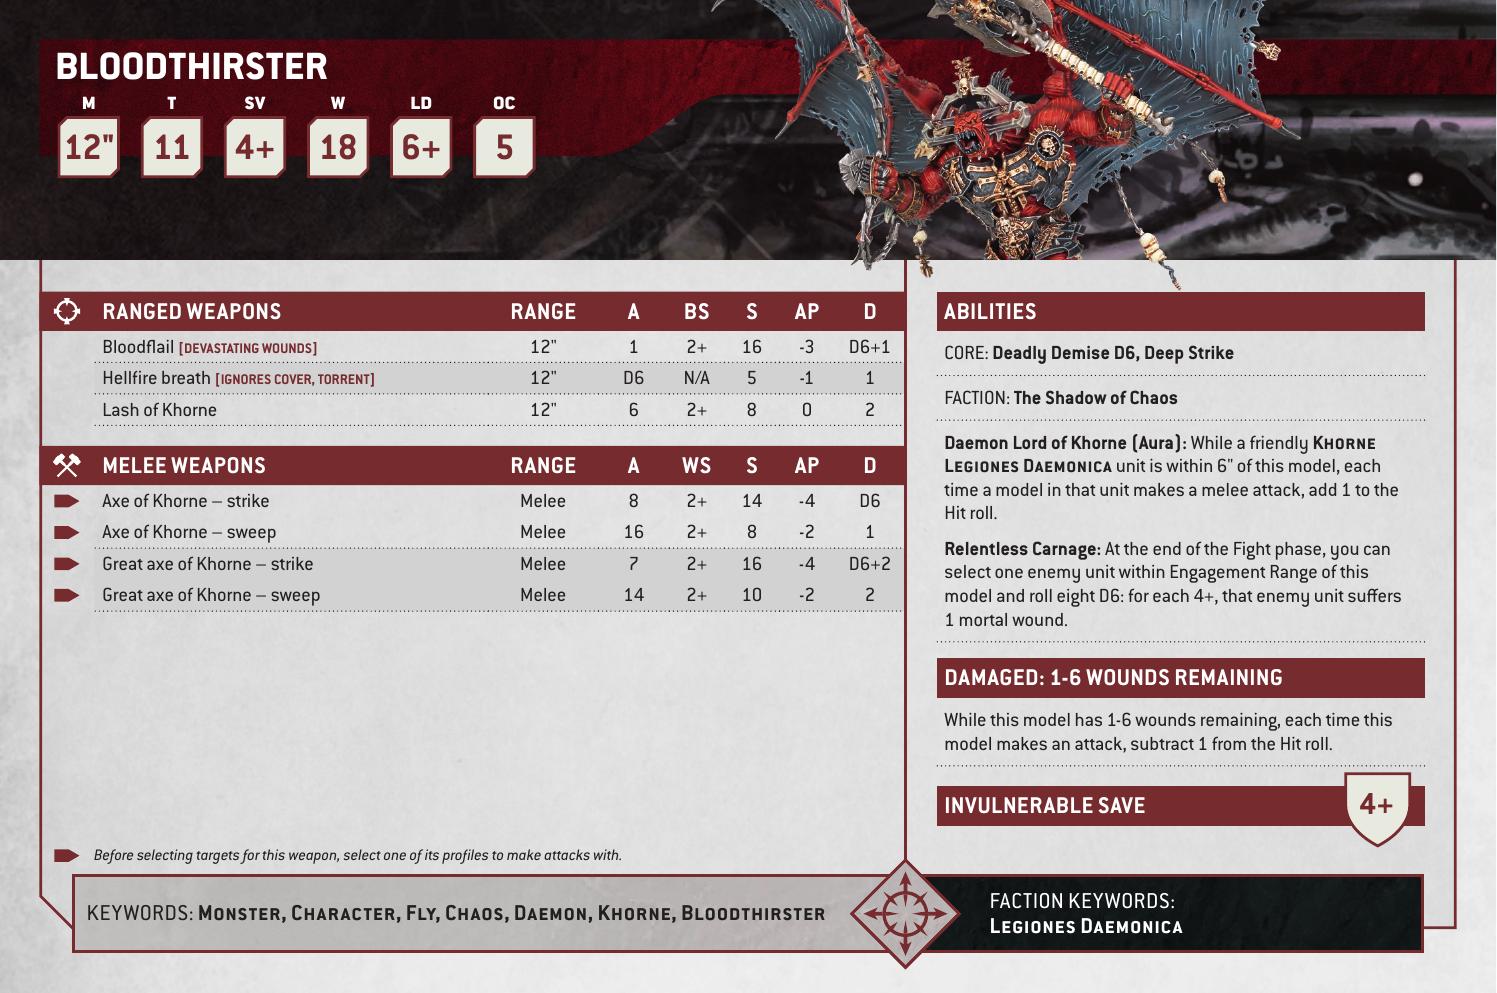 BLOODTHIRSTER
M T SV W LD OC
12" 11 4+ 18 6+ 5
RANGED WEAPONS RANGE A BS S AP D
Bloodflail [DEVASTATING WOUNDS] 12" 1 2+ 16 -3 D6+1
Hellfire breath [IGNORES COVER, TORRENT] 12" D6 N/A 5 -1 1
Lash of Khorne 12" 6 2+ 8 0 2
MELEE WEAPONS RANGE A WS S AP D
Axe of Khorne – strike Melee 8 2+ 14 -4 D6
Axe of Khorne – sweep Melee 16 2+ 8 -2 1
Great axe of Khorne – strike Melee 7 2+ 16 -4 D6+2
Great axe of Khorne – sweep Melee 14 2+ 10 -2 2
Before selecting targets for this weapon, select one of its profiles to make attacks with.
ABILITIES
CORE: Deadly Demise D6, Deep Strike
FACTION: The Shadow of Chaos
Daemon Lord of Khorne (Aura): While a friendly KHORNE
LEGIONES DAEMONICA unit is within 6" of this model, each
time a model in that unit makes a melee attack, add 1 to the
Hit roll.
Relentless Carnage: At the end of the Fight phase, you can
select one enemy unit within Engagement Range of this
model and roll eight D6: for each 4+, that enemy unit suffers
1 mortal wound.
DAMAGED: 1-6 WOUNDS REMAINING
While this model has 1-6 wounds remaining, each time this
model makes an attack, subtract 1 from the Hit roll.
INVULNERABLE SAVE 4+
KEYWORDS: MONSTER, CHARACTER, FLY, CHAOS, DAEMON, KHORNE, BLOODTHIRSTER
FACTION KEYWORDS:
LEGIONES DAEMONICA